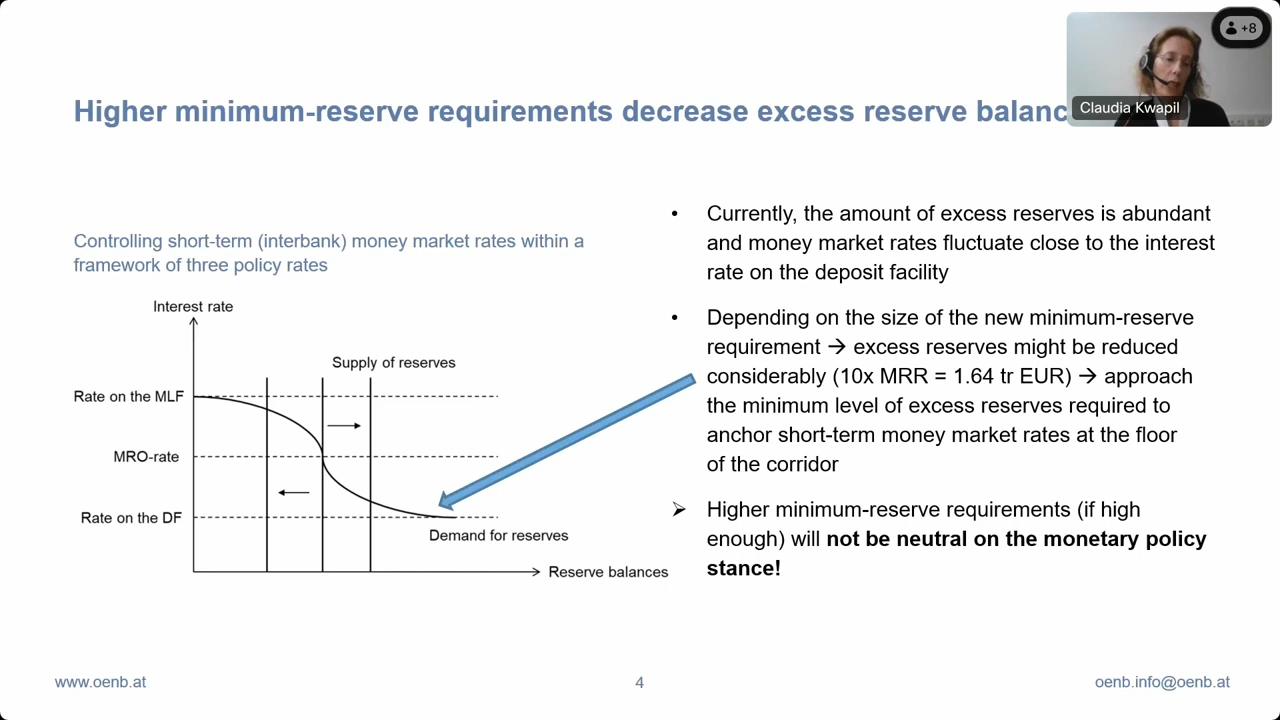 +8
Claudia Kwapil
Higher minimum-reserve requirements decrease excess reserve balanc
Controlling short-term (interbank) money market rates within a
framework of three policy rates
Interest rate
Supply of reserves
Rate on the MLF
MRO-rate
Rate on the DF
Demand for reserves
Reserve balances
• Currently, the amount of excess reserves is abundant
and money market rates fluctuate close to the interest
rate on the deposit facility
• Depending on the size of the new minimum-reserve
requirement → excess reserves might be reduced
considerably (10x MRR = 1.64 tr EUR) → approach
the minimum level of excess reserves required to
anchor short-term money market rates at the floor
of the corridor
➢ Higher minimum-reserve requirements (if high
enough) will not be neutral on the monetary policy
stance!
www.oenb.at
4
oenb.info@oenb.at